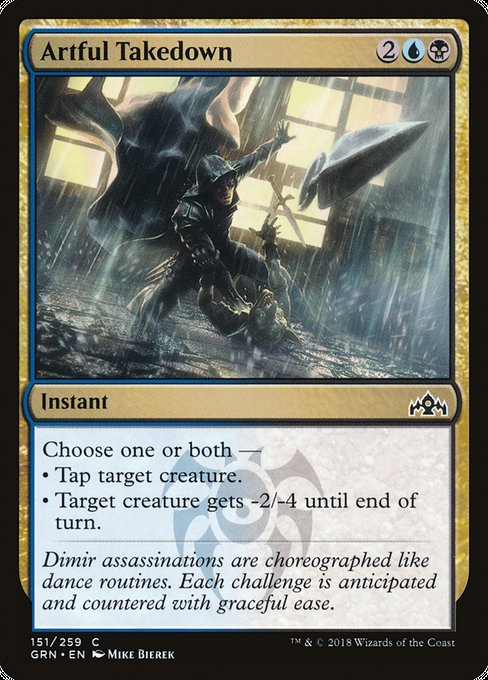 Artful Takedown 2
Instant
Choose one or both —
• Tap target creature.
• Target creature gets -2/-4 until end of
turn.
Dimir assassinations are choreographed like
dance routines. Each challenge is anticipated
and countered with graceful ease.
151/259 C
GRN • EN Mike Bierek
™ & © 2018 Wizards of the Coast